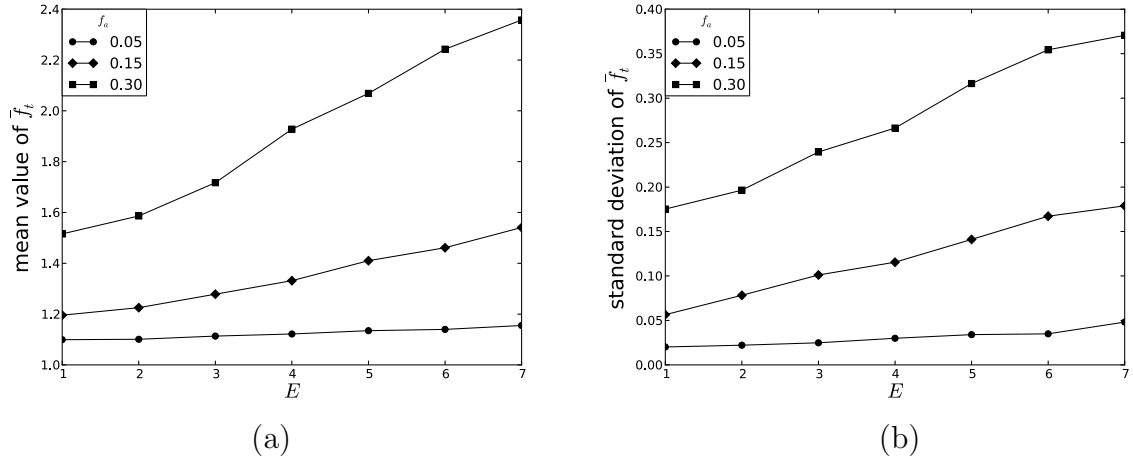 2.4
2.2
2.0
1.8
1.6
1.4
1.2
1.0
mean value of f̄_t
f_a
0.05
0.15
0.30
1 2 3 4 5 6 7
E
(a)
0.40
0.35
0.30
0.25
0.20
0.15
0.10
0.05
0.00
standard deviation of f̄_t
f_a
0.05
0.15
0.30
1 2 3 4 5 6 7
E
(b)